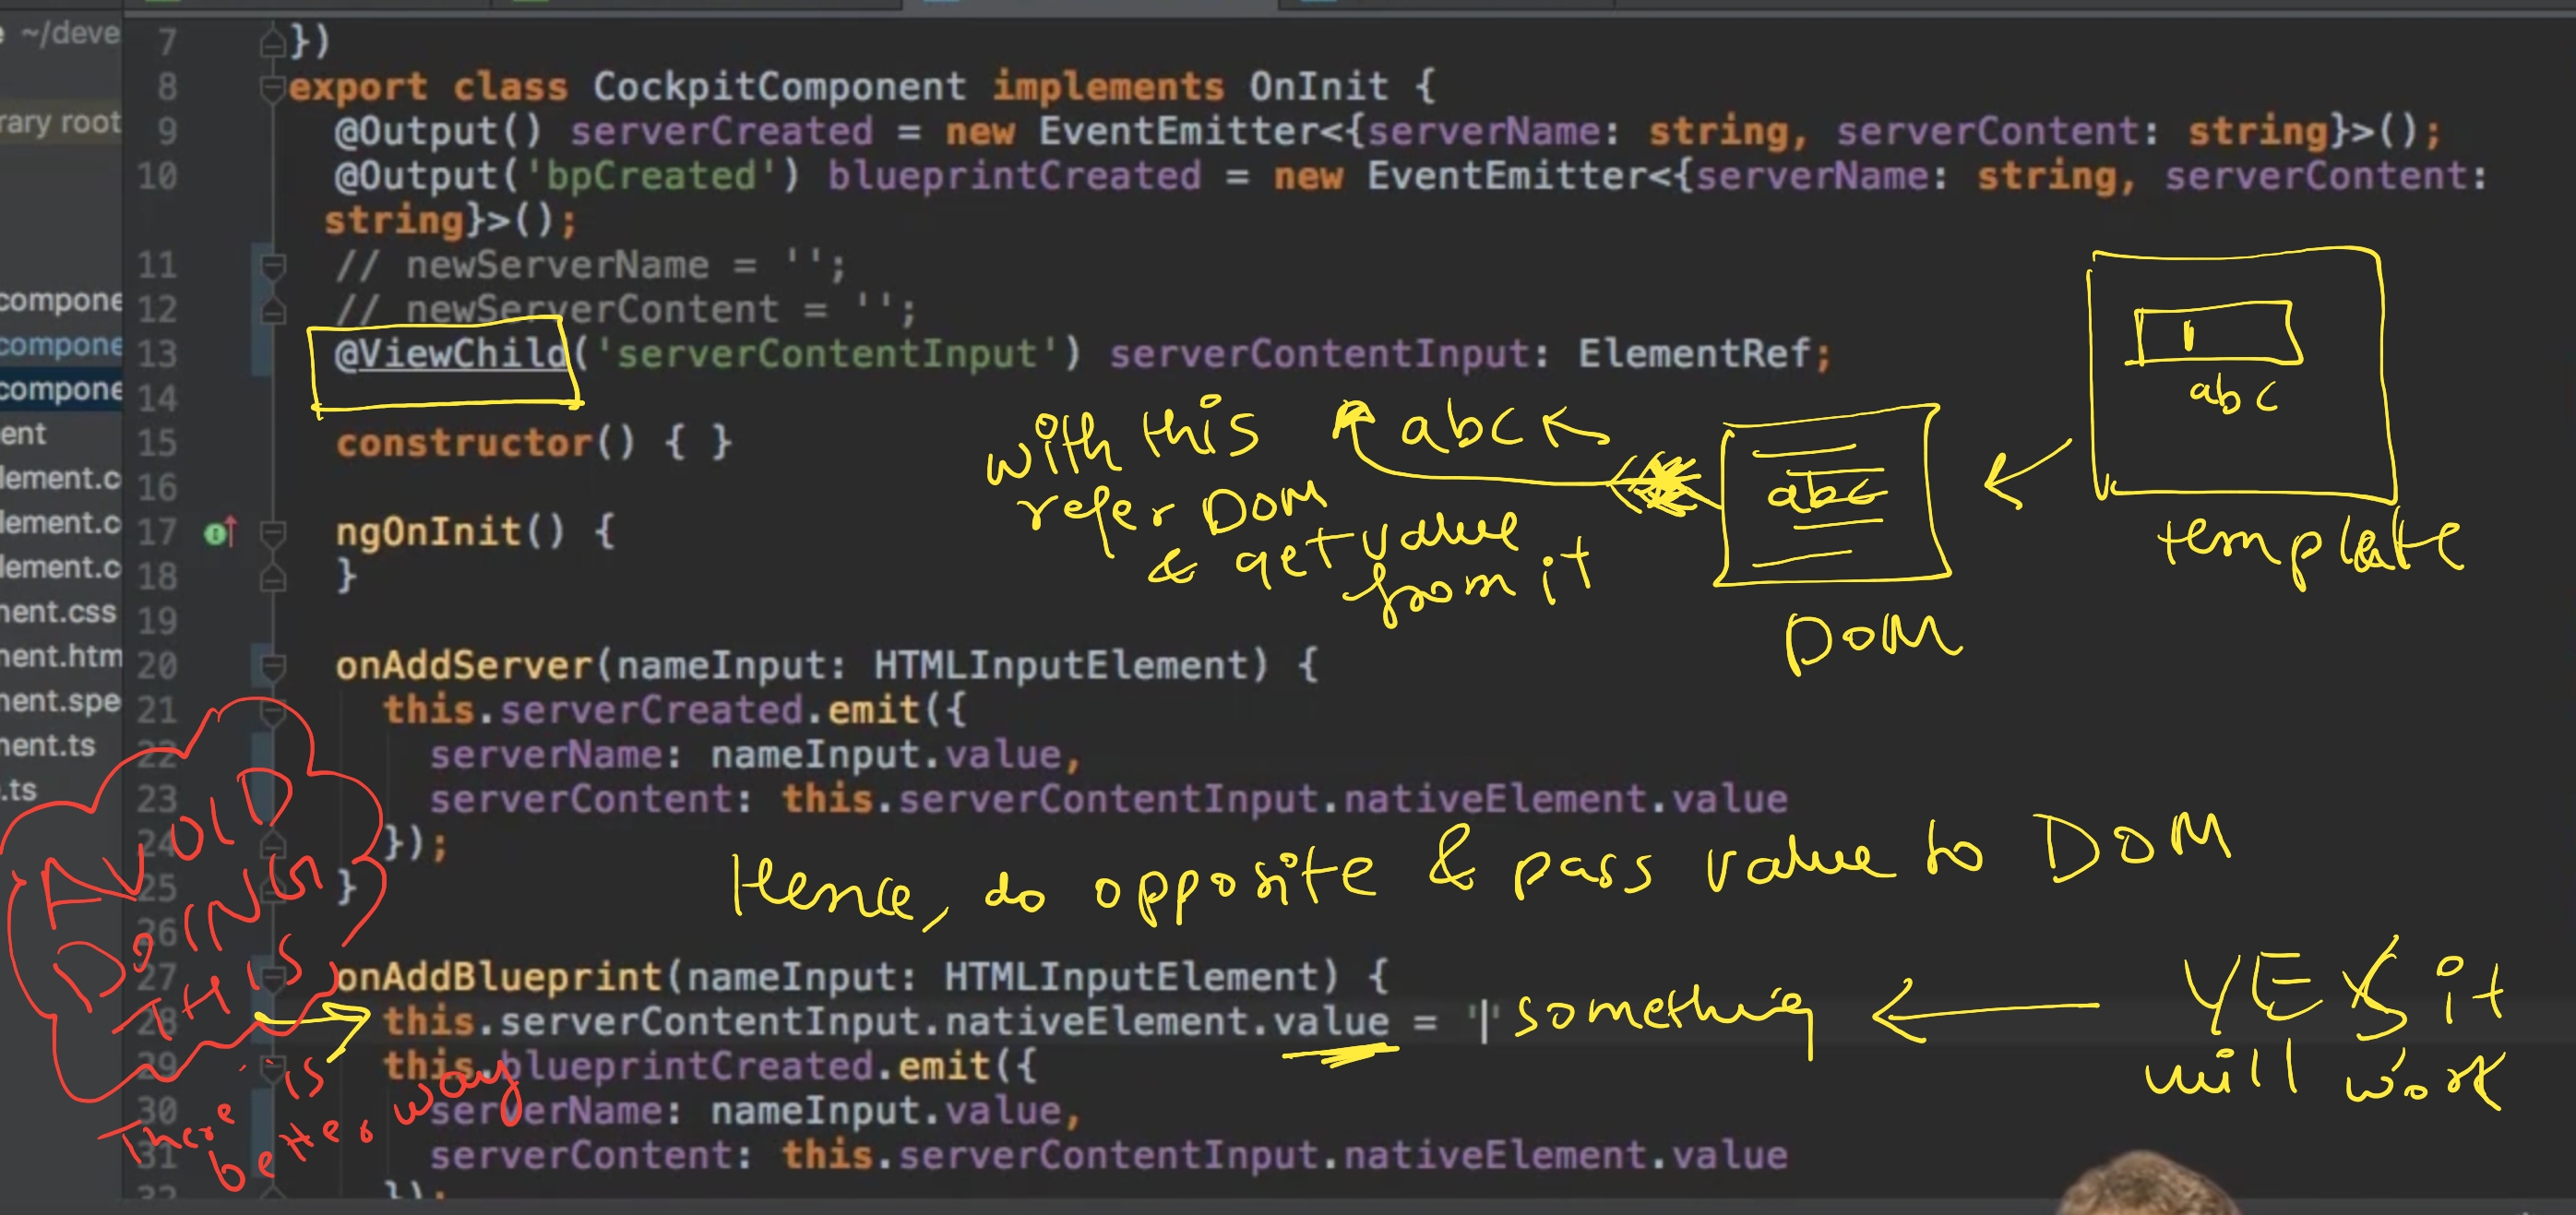 ~/deve
rary root
compone
compone
compone
ent
lement.c
lement.c
lement.c
nent.css
nent.htm
nent.spe
nent.ts
.ts
7 })
8 export class CockpitComponent implements OnInit {
9 @Output() serverCreated = new EventEmitter<{serverName: string, serverContent: string}>();
10 @Output('bpCreated') blueprintCreated = new EventEmitter<{serverName: string, serverContent:
string}>();
11 // newServerName = '';
12 // newServerContent = '';
13 @ViewChild('serverContentInput') serverContentInput: ElementRef;
14
15 constructor() { }
16
17 ngOnInit() {
18 }
19
20 onAddServer(nameInput: HTMLInputElement) {
21 this.serverCreated.emit({
22 serverName: nameInput.value,
23 serverContent: this.serverContentInput.nativeElement.value
24 });
25 }
26
27 onAddBlueprint(nameInput: HTMLInputElement) {
28 this.serverContentInput.nativeElement.value = ''
29 this.blueprintCreated.emit({
30 serverName: nameInput.value,
31 serverContent: this.serverContentInput.nativeElement.value
32 });
abc
template
abc
DOM
abc
with this
refer DOM
& get value
from it
Hence, do opposite & pass value to DOM
something
YES it
will work
AVOID
DOING
THIS
There is
better way